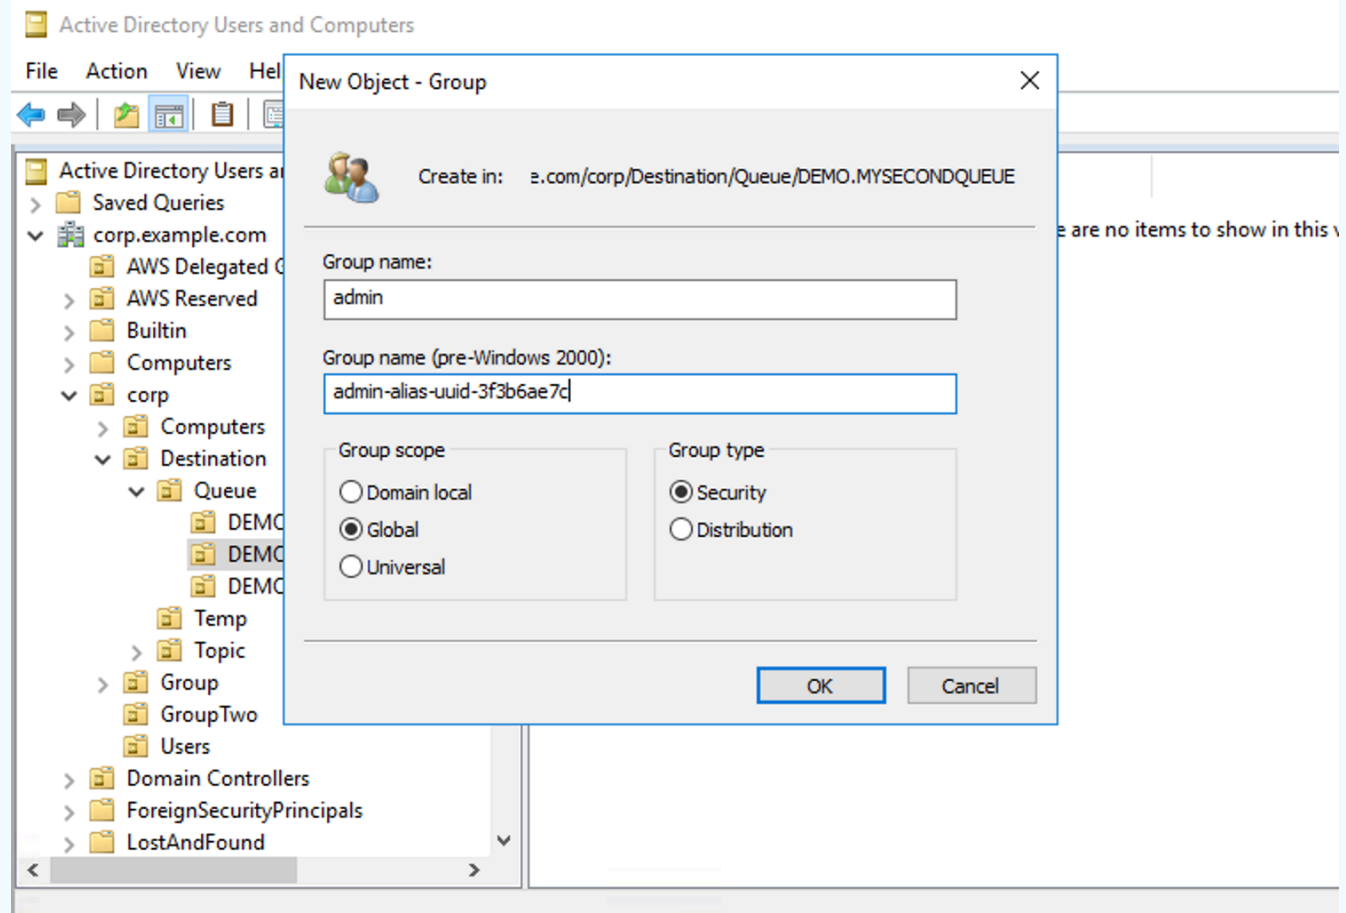 Active Directory Users and Computers
File Action View Hel
New Object - Group
Create in: e.com/corp/Destination/Queue/DEMO.MYSECONDQUEUE
Group name:
admin
Group name (pre-Windows 2000):
admin-alias-uuid-3f3b6ae7c
Group scope
Domain local
Global
Universal
Group type
Security
Distribution
OK
Cancel
Active Directory Users a
Saved Queries
corp.example.com
AWS Delegated
AWS Reserved
Builtin
Computers
corp
Computers
Destination
Queue
DEMO
DEMO
DEMO
Temp
Topic
Group
GroupTwo
Users
Domain Controllers
ForeignSecurityPrincipals
LostAndFound
e are no items to show in this v